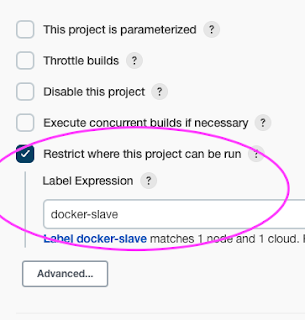 This project is parameterized ?
Throttle builds ?
Disable this project ?
Execute concurrent builds if necessary ?
Restrict where this project can be run ?
Label Expression ?
docker-slave
Label docker-slave matches 1 node and 1 cloud.
Advanced...